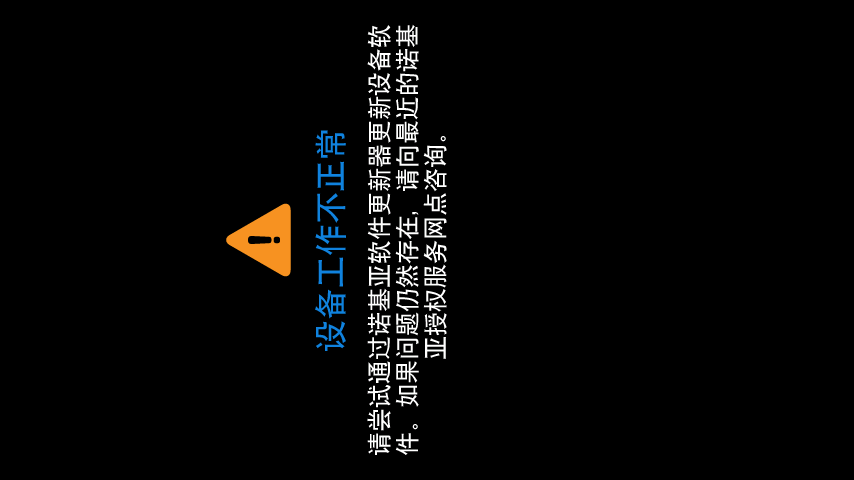 设备工作不正常
请尝试通过诺基亚软件更新器更新设备软
件。如果问题仍然存在，请向最近的诺基
亚授权服务网点咨询。